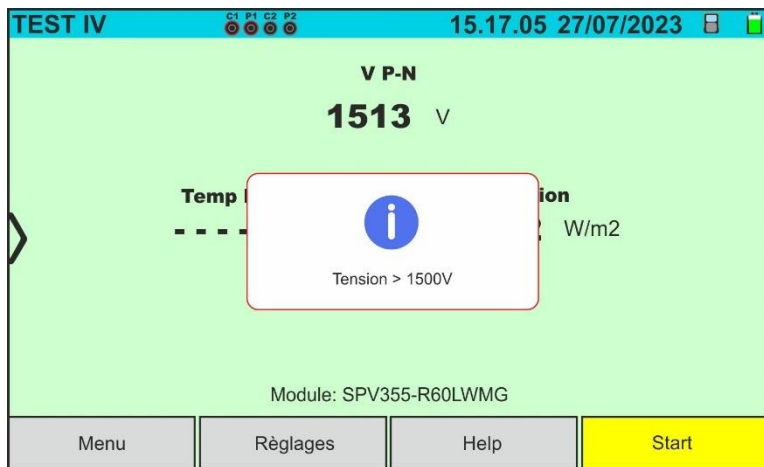 TEST IV C1 P1 C2 P2 15.17.05 27/07/2023
V P-N
1513 V
Temp ion
---- W/m2
Tension > 1500V
Module: SPV355-R60LWMG
Menu Règlages Help Start